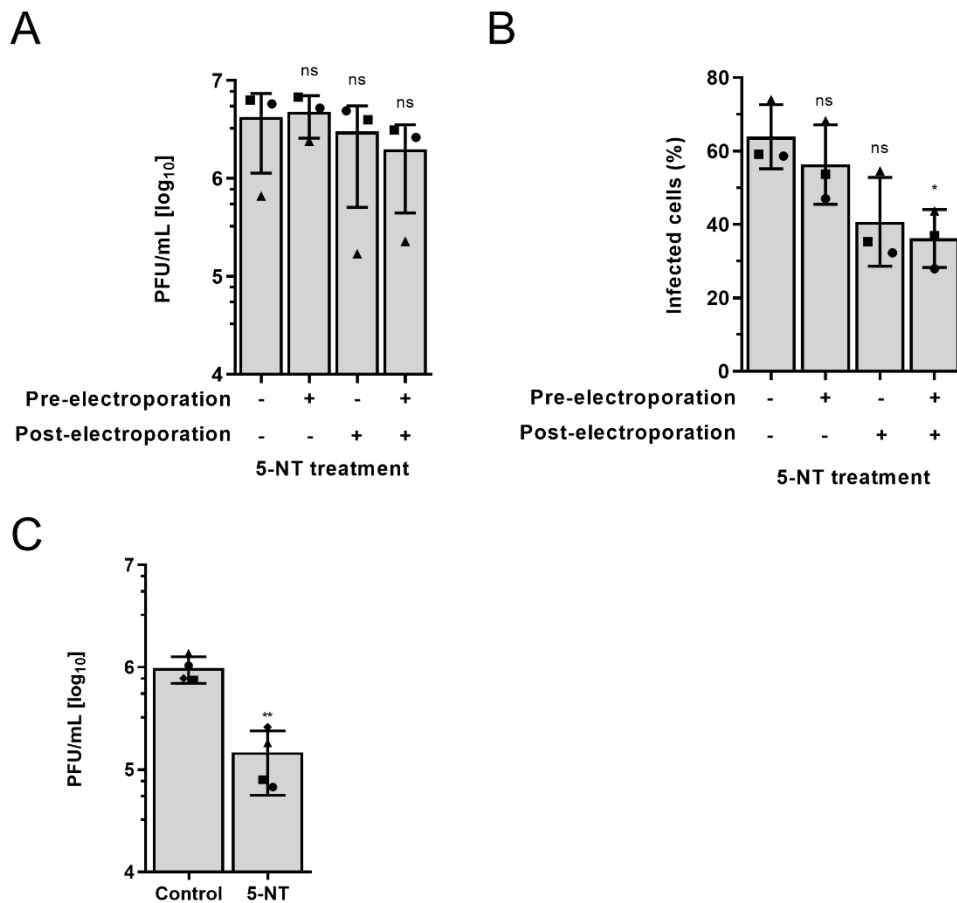 A
PFU/mL [log10]
7
6
5
4
ns
ns
ns
Pre-electroporation - + - +
Post-electroporation - - + +
5-NT treatment
B
Infected cells (%)
80
60
40
20
0
ns
ns
*
Pre-electroporation - + - +
Post-electroporation - - + +
5-NT treatment
C
PFU/mL [log10]
7
6
5
4
**
Control 5-NT